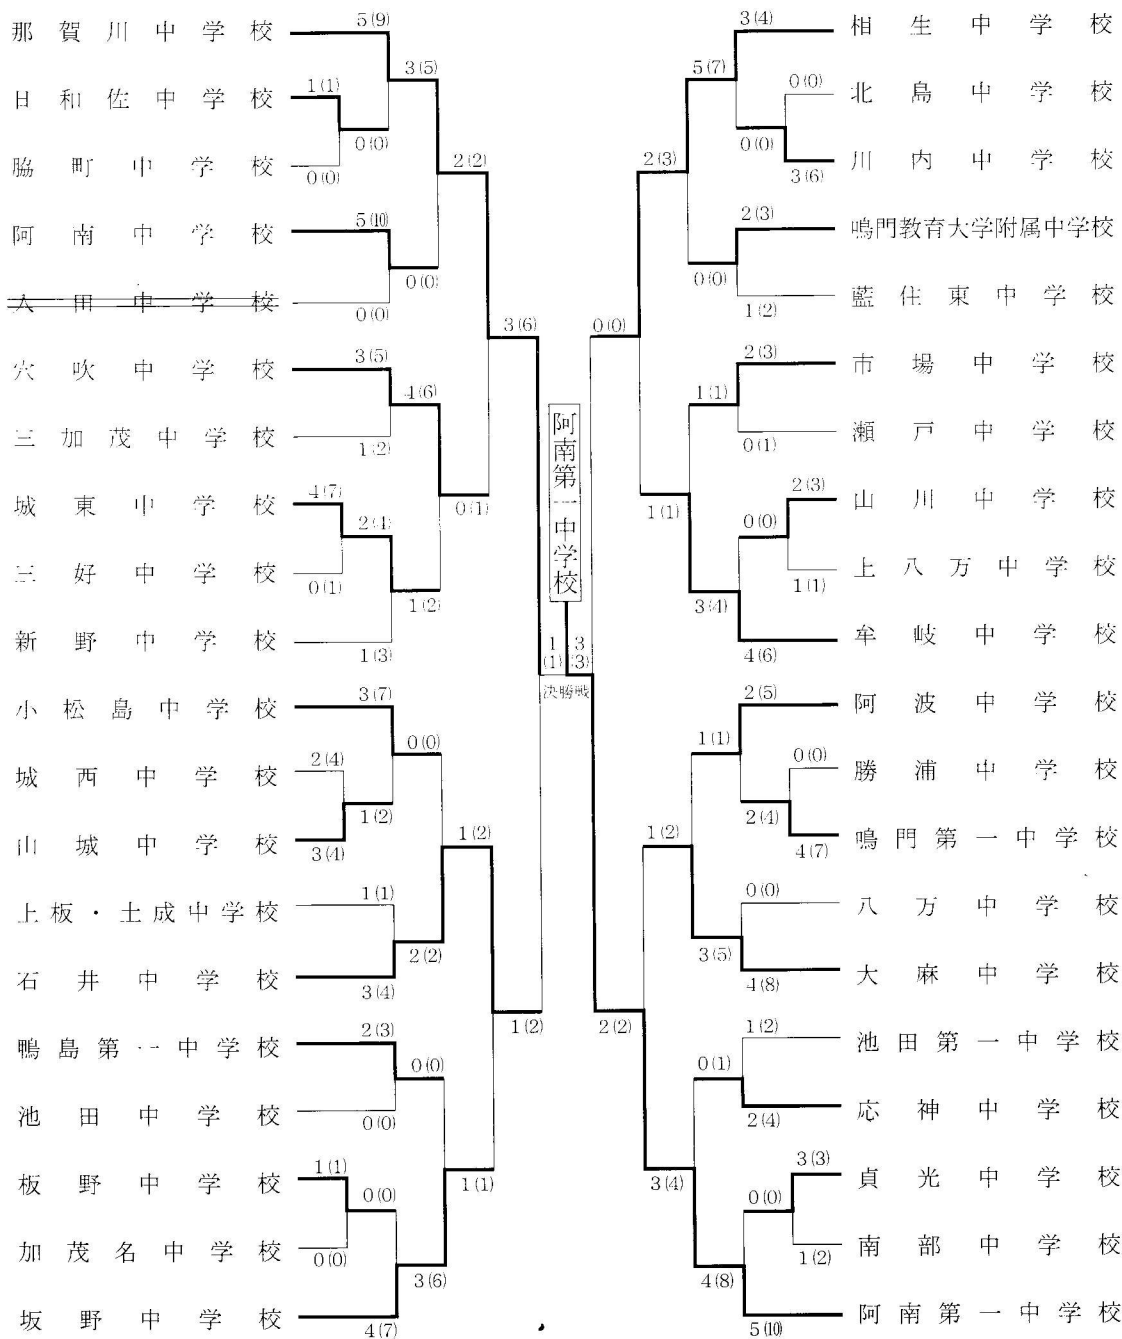 那賀川中学校 5(9)
3(5)
日和佐中学校 1(1)
0(0)
脇町中学校 0(0)
2(2)
阿南中学校 5(10)
0(0)
入田中学校 0(0)
3(6)
穴吹中学校 3(5)
4(6)
三加茂中学校 1(2)
0(1)
城東中学校 4(7)
2(4)
三好中学校 0(1)
1(2)
新野中学校 1(3)
小松島中学校 3(7)
0(0)
城西中学校 2(4)
1(2)
山城中学校 3(4)
1(2)
上板・土成中学校 1(1)
2(2)
石井中学校 3(4)
1(2)
鴨島第一中学校 2(3)
0(0)
池田中学校 0(0)
1(1)
板野中学校 1(1)
0(0)
加茂名中学校 0(0)
3(6)
坂野中学校 4(7)
阿南第一中学校
1(1) 3(3)
決勝戦
3(4) 相生中学校
5(7)
0(0) 北島中学校
0(0)
3(6) 川内中学校
2(3)
2(3) 鳴門教育大学附属中学校
0(0)
1(2) 藍住東中学校
0(0)
2(3) 市場中学校
1(1)
0(1) 瀬戸中学校
1(1)
2(3) 山川中学校
0(0)
1(1) 上八万中学校
3(4)
4(6) 牟岐中学校
2(5) 阿波中学校
1(1)
0(0) 勝浦中学校
2(4)
4(7) 鳴門第一中学校
1(2)
0(0) 八万中学校
3(5)
4(8) 大麻中学校
2(2)
1(2) 池田第一中学校
0(1)
2(4) 応神中学校
3(4)
3(3) 貞光中学校
0(0)
1(2) 南部中学校
4(8)
5(10) 阿南第一中学校